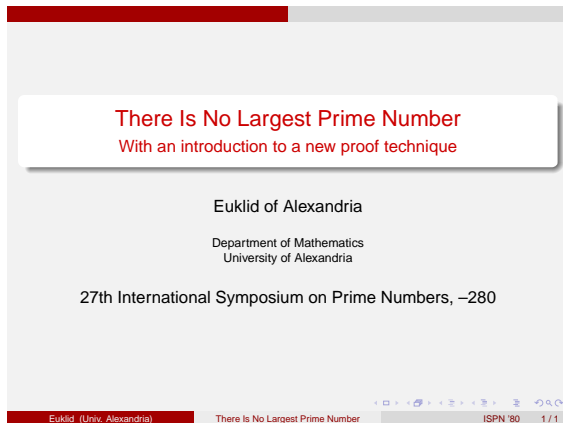 There Is No Largest Prime Number
With an introduction to a new proof technique
Euklid of Alexandria
Department of Mathematics
University of Alexandria
27th International Symposium on Prime Numbers, –280
Euklid (Univ. Alexandria) There Is No Largest Prime Number ISPN '80 1 / 1